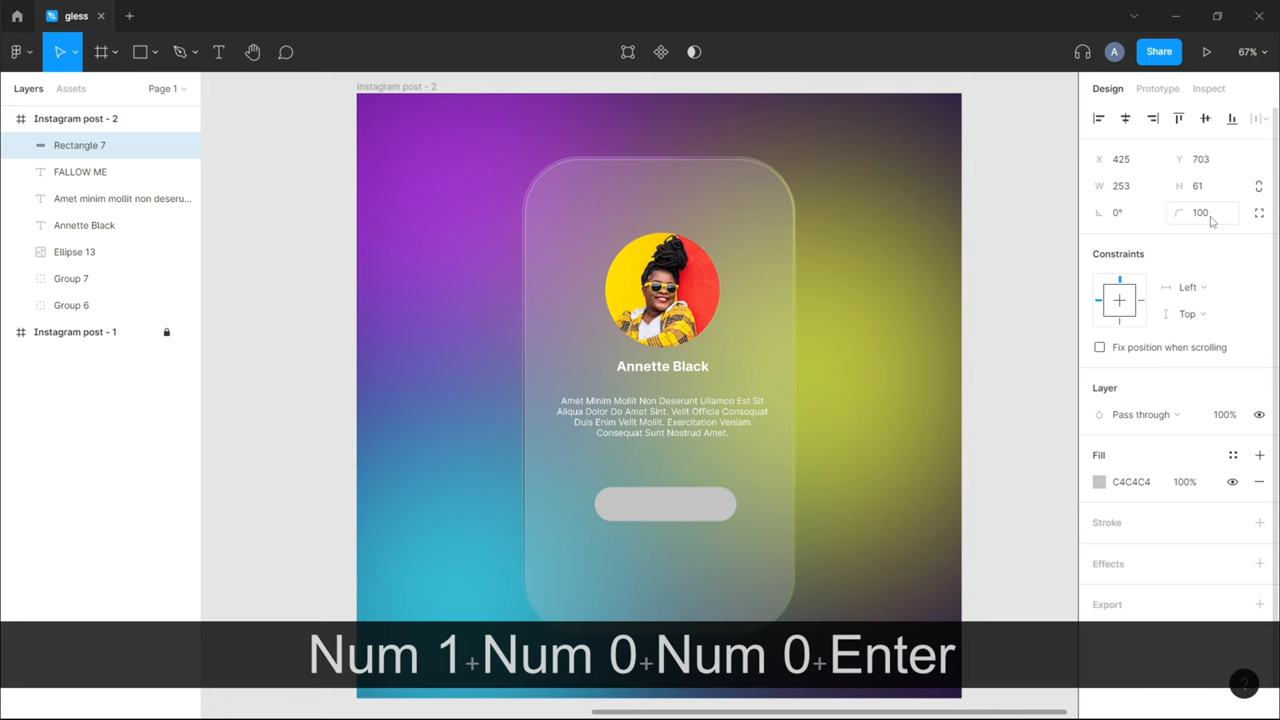 gless
A
Share
67%
Layers
Assets
Page 1
Instagram post - 2
Rectangle 7
FALLOW ME
Amet minim mollit non deseru...
Annette Black
Ellipse 13
Group 7
Group 6
Instagram post - 1
Instagram post - 2
Annette Black
Amet Minim Mollit Non Deserunt Ullamco Est Sit
Aliqua Dolor Do Amet Sint. Velit Officia Consequat
Duis Enim Velit Mollit. Exercitation Veniam
Consequat Sunt Nostrud Amet.
Design
Prototype
Inspect
X 425
Y 703
W 253
H 61
0°
100
Constraints
Left
Top
Fix position when scrolling
Layer
Pass through
100%
Fill
C4C4C4
100%
Stroke
Effects
Export
Num 1+Num 0+Num 0+Enter
?